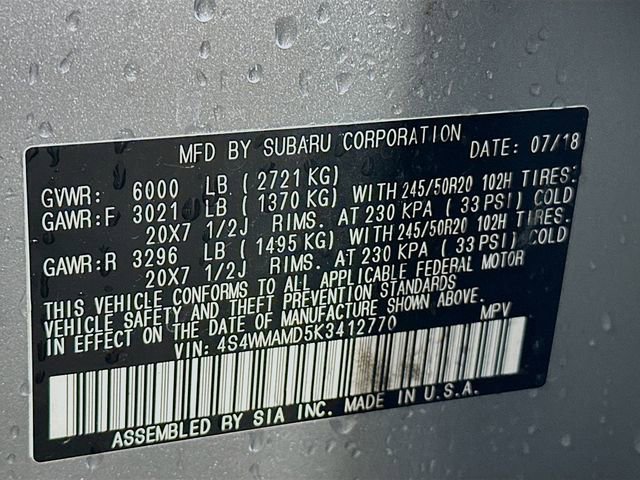 MFD BY SUBARU CORPORATION DATE: 07/18
GVWR: 6000 LB ( 2721 KG)
GAWR:F 3021 LB ( 1370 KG) WITH 245/50R20 102H TIRES:
20X7 1/2J RIMS. AT 230 KPA ( 33 PSI) COLD
GAWR:R 3296 LB ( 1495 KG) WITH 245/50R20 102H TIRES:
20X7 1/2J RIMS. AT 230 KPA ( 33 PSI) COLD
THIS VEHICLE CONFORMS TO ALL APPLICABLE FEDERAL MOTOR
VEHICLE SAFETY AND THEFT PREVENTION STANDARDS
IN EFFECT ON THE DATE OF MANUFACTURE SHOWN ABOVE.
VIN: 4S4WMAMD5K3412770 MPV
ASSEMBLED BY SIA INC. MADE IN U.S.A.